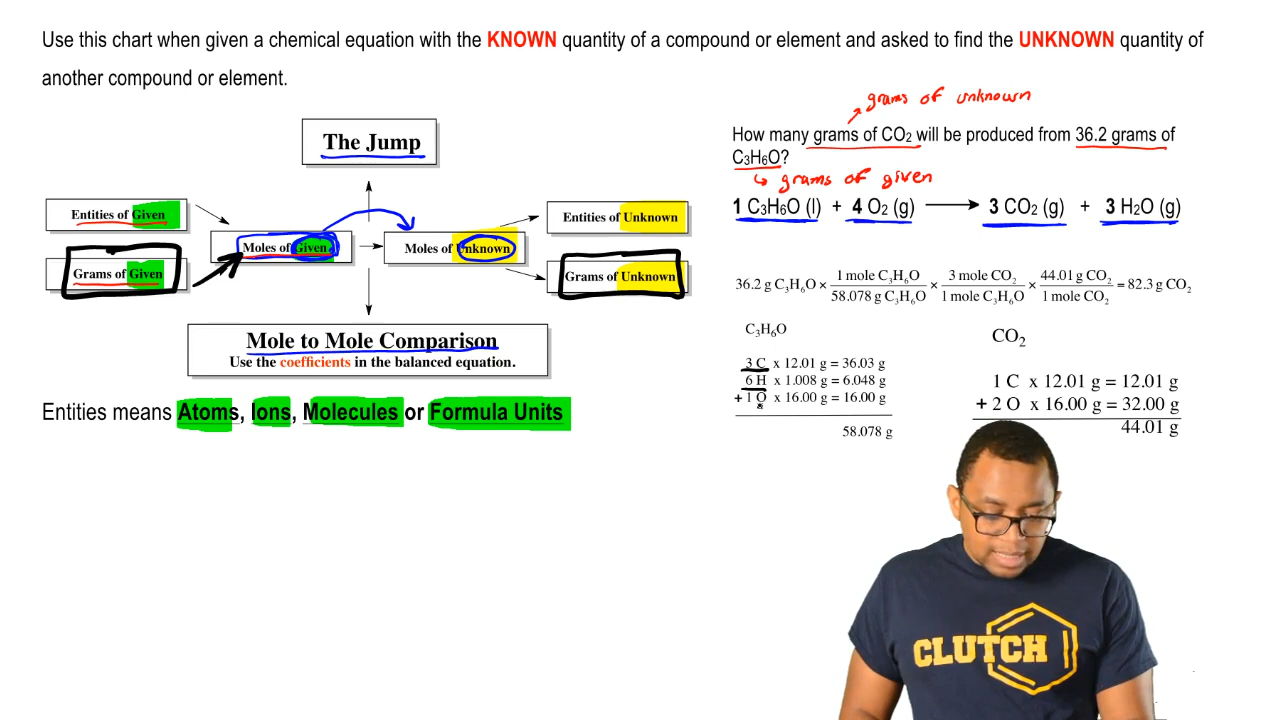 Use this chart when given a chemical equation with the KNOWN quantity of a compound or element and asked to find the UNKNOWN quantity of
another compound or element.
The Jump
Entities of Given
Grams of Given
Moles of Given
Moles of Unknown
Entities of Unknown
Grams of Unknown
Mole to Mole Comparison
Use the coefficients in the balanced equation.
Entities means Atoms, Ions, Molecules or Formula Units
grams of unknown
How many grams of CO₂ will be produced from 36.2 grams of
C₃H₆O?
grams of given
1 C₃H₆O (l) + 4 O₂ (g) ⟶ 3 CO₂ (g) + 3 H₂O (g)
36.2 g C₃H₆O × 1 mole C₃H₆O / 58.078 g C₃H₆O × 3 mole CO₂ / 1 mole C₃H₆O × 44.01 g CO₂ / 1 mole CO₂ = 82.3 g CO₂
C₃H₆O
3 C x 12.01 g = 36.03 g
6 H x 1.008 g = 6.048 g
+ 1 O x 16.00 g = 16.00 g
58.078 g
CO₂
1 C x 12.01 g = 12.01 g
+ 2 O x 16.00 g = 32.00 g
44.01 g
CLUTCH